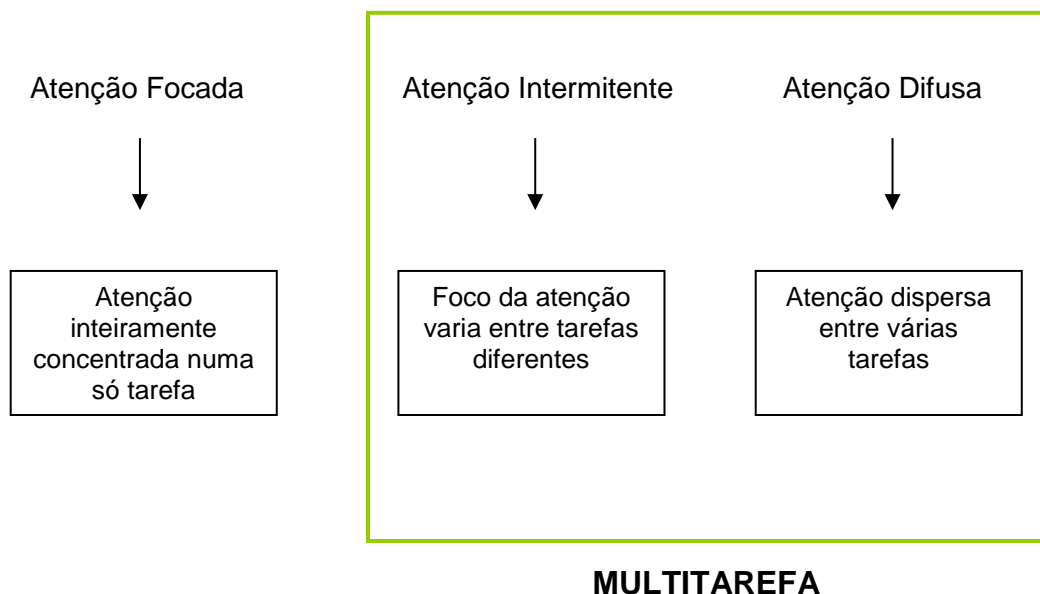 Atenção Focada
Atenção Intermitente
Atenção Difusa
Atenção
inteiramente
concentrada numa
só tarefa
Foco da atenção
varia entre tarefas
diferentes
Atenção dispersa
entre várias
tarefas
MULTITAREFA